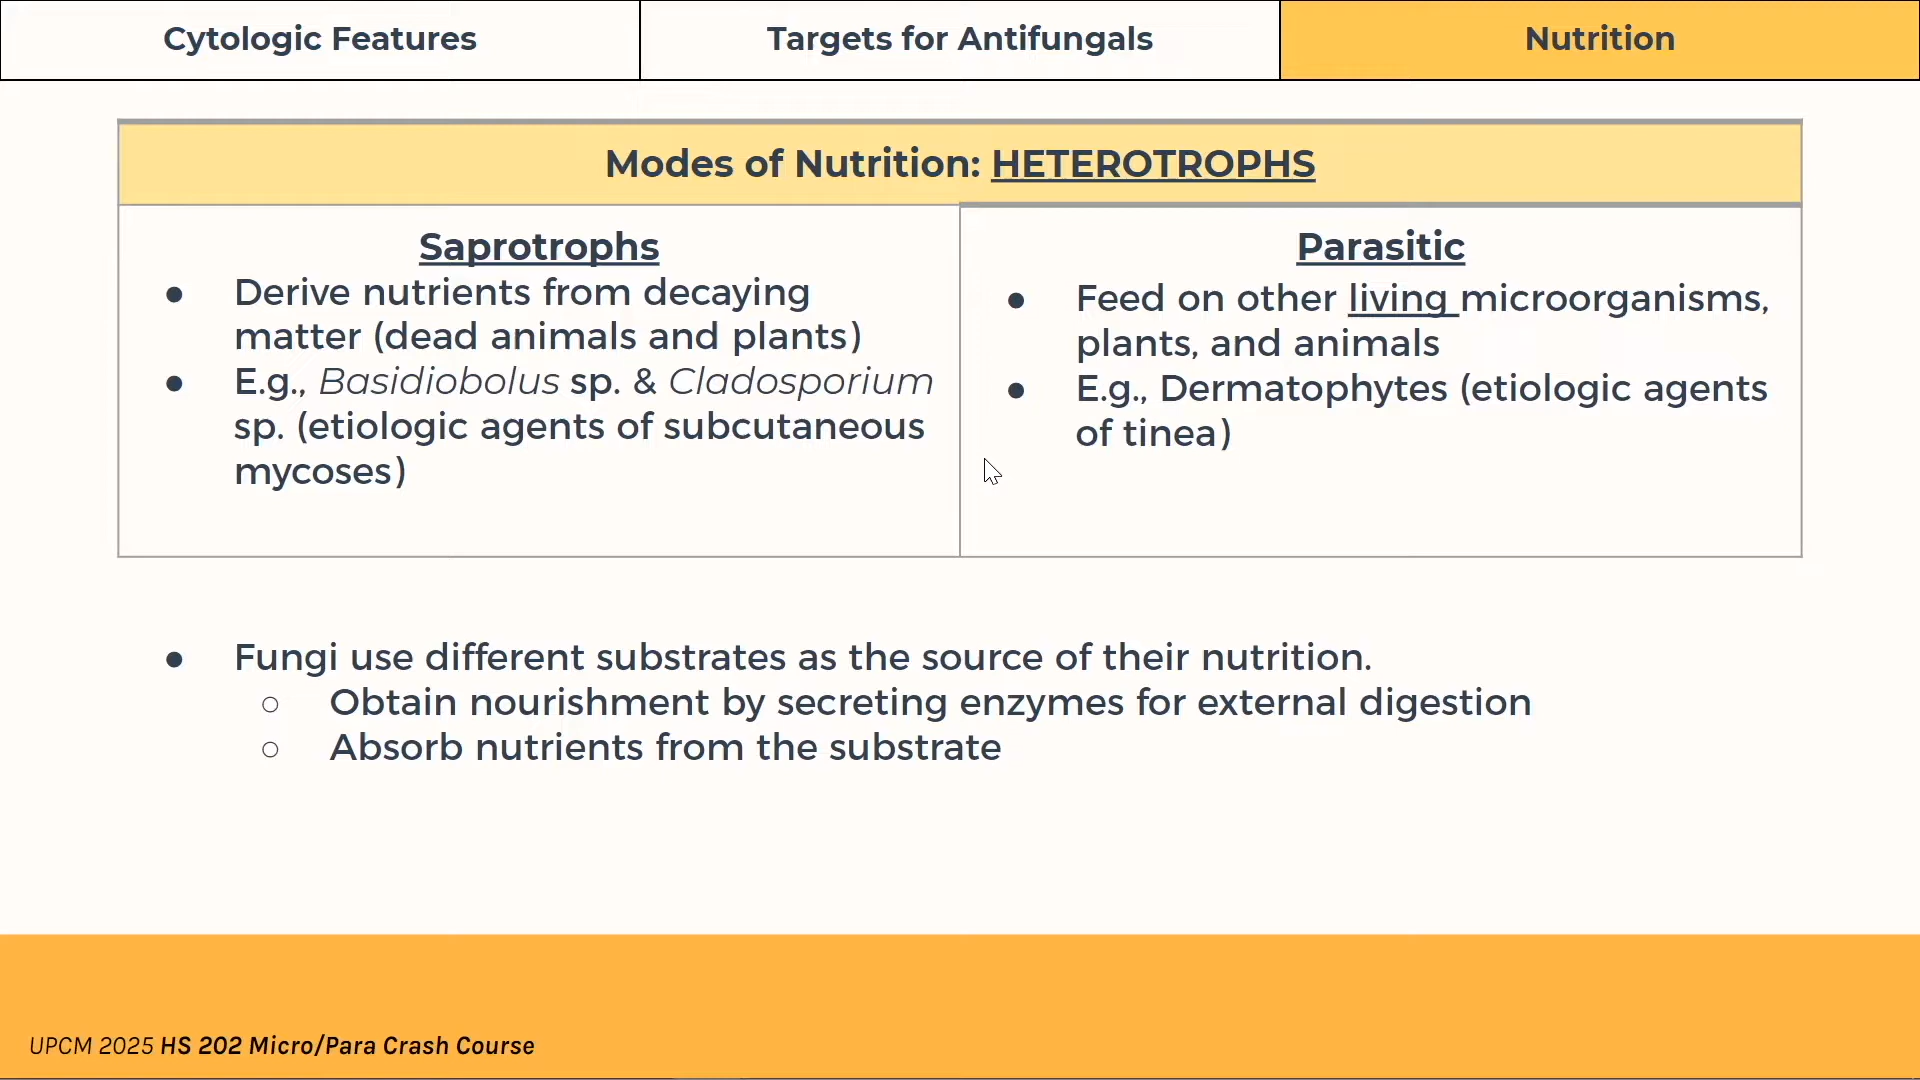 Cytologic Features
Targets for Antifungals
Nutrition
Modes of Nutrition: HETEROTROPHS
Saprotrophs
● Derive nutrients from decaying
matter (dead animals and plants)
● E.g., Basidiobolus sp. & Cladosporium
sp. (etiologic agents of subcutaneous
mycoses)
Parasitic
● Feed on other living microorganisms,
plants, and animals
● E.g., Dermatophytes (etiologic agents
of tinea)
● Fungi use different substrates as the source of their nutrition.
○ Obtain nourishment by secreting enzymes for external digestion
○ Absorb nutrients from the substrate
UPCM 2025 HS 202 Micro/Para Crash Course